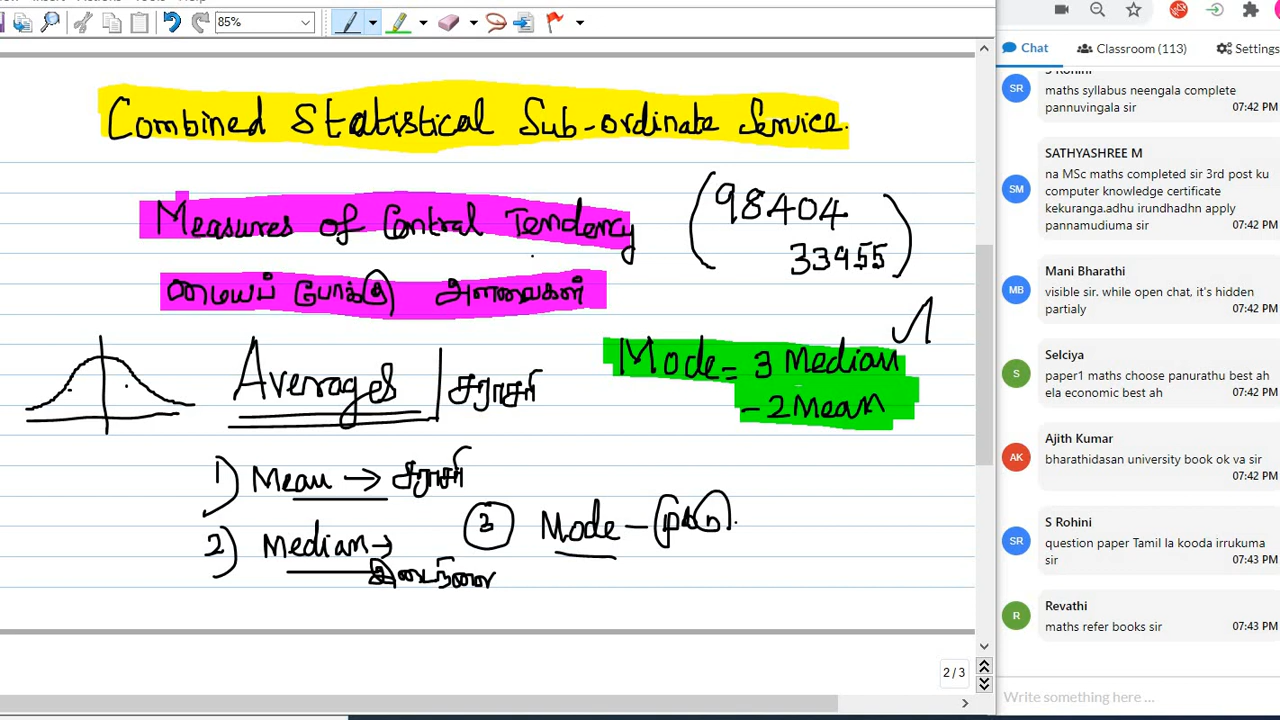 85%
Combined Statistical Sub-ordinate Service.
Measures of Central Tendency
(98404
33455)
மையப் போக்கு அளவைகள்
Averages | சராசரி
Mode = 3 Median
- 2 Mean
1) Mean → சராசரி
2) Median →
இடைநிலை
3 Mode - முகடு.
2 / 3
Chat
Classroom (113)
Settings
SR
S Rohini
maths syllabus neengala complete
pannuvingala sir
07:42 PM
SATHYASHREE M
SM
na MSc maths completed sir 3rd post ku
computer knowledge certificate
kekuranga.adhu irundhadhn apply
pannamudiuma sir
07:42 PM
Mani Bharathi
MB
visible sir. while open chat, it's hidden
partialy
07:42 PM
Selciya
S
paper1 maths choose panurathu best ah
ela economic best ah
07:42 PM
Ajith Kumar
AK
bharathidasan university book ok va sir
07:42 PM
S Rohini
SR
question paper Tamil la kooda irrukuma
sir
07:43 PM
Revathi
R
maths refer books sir
07:43 PM
Write something here ...